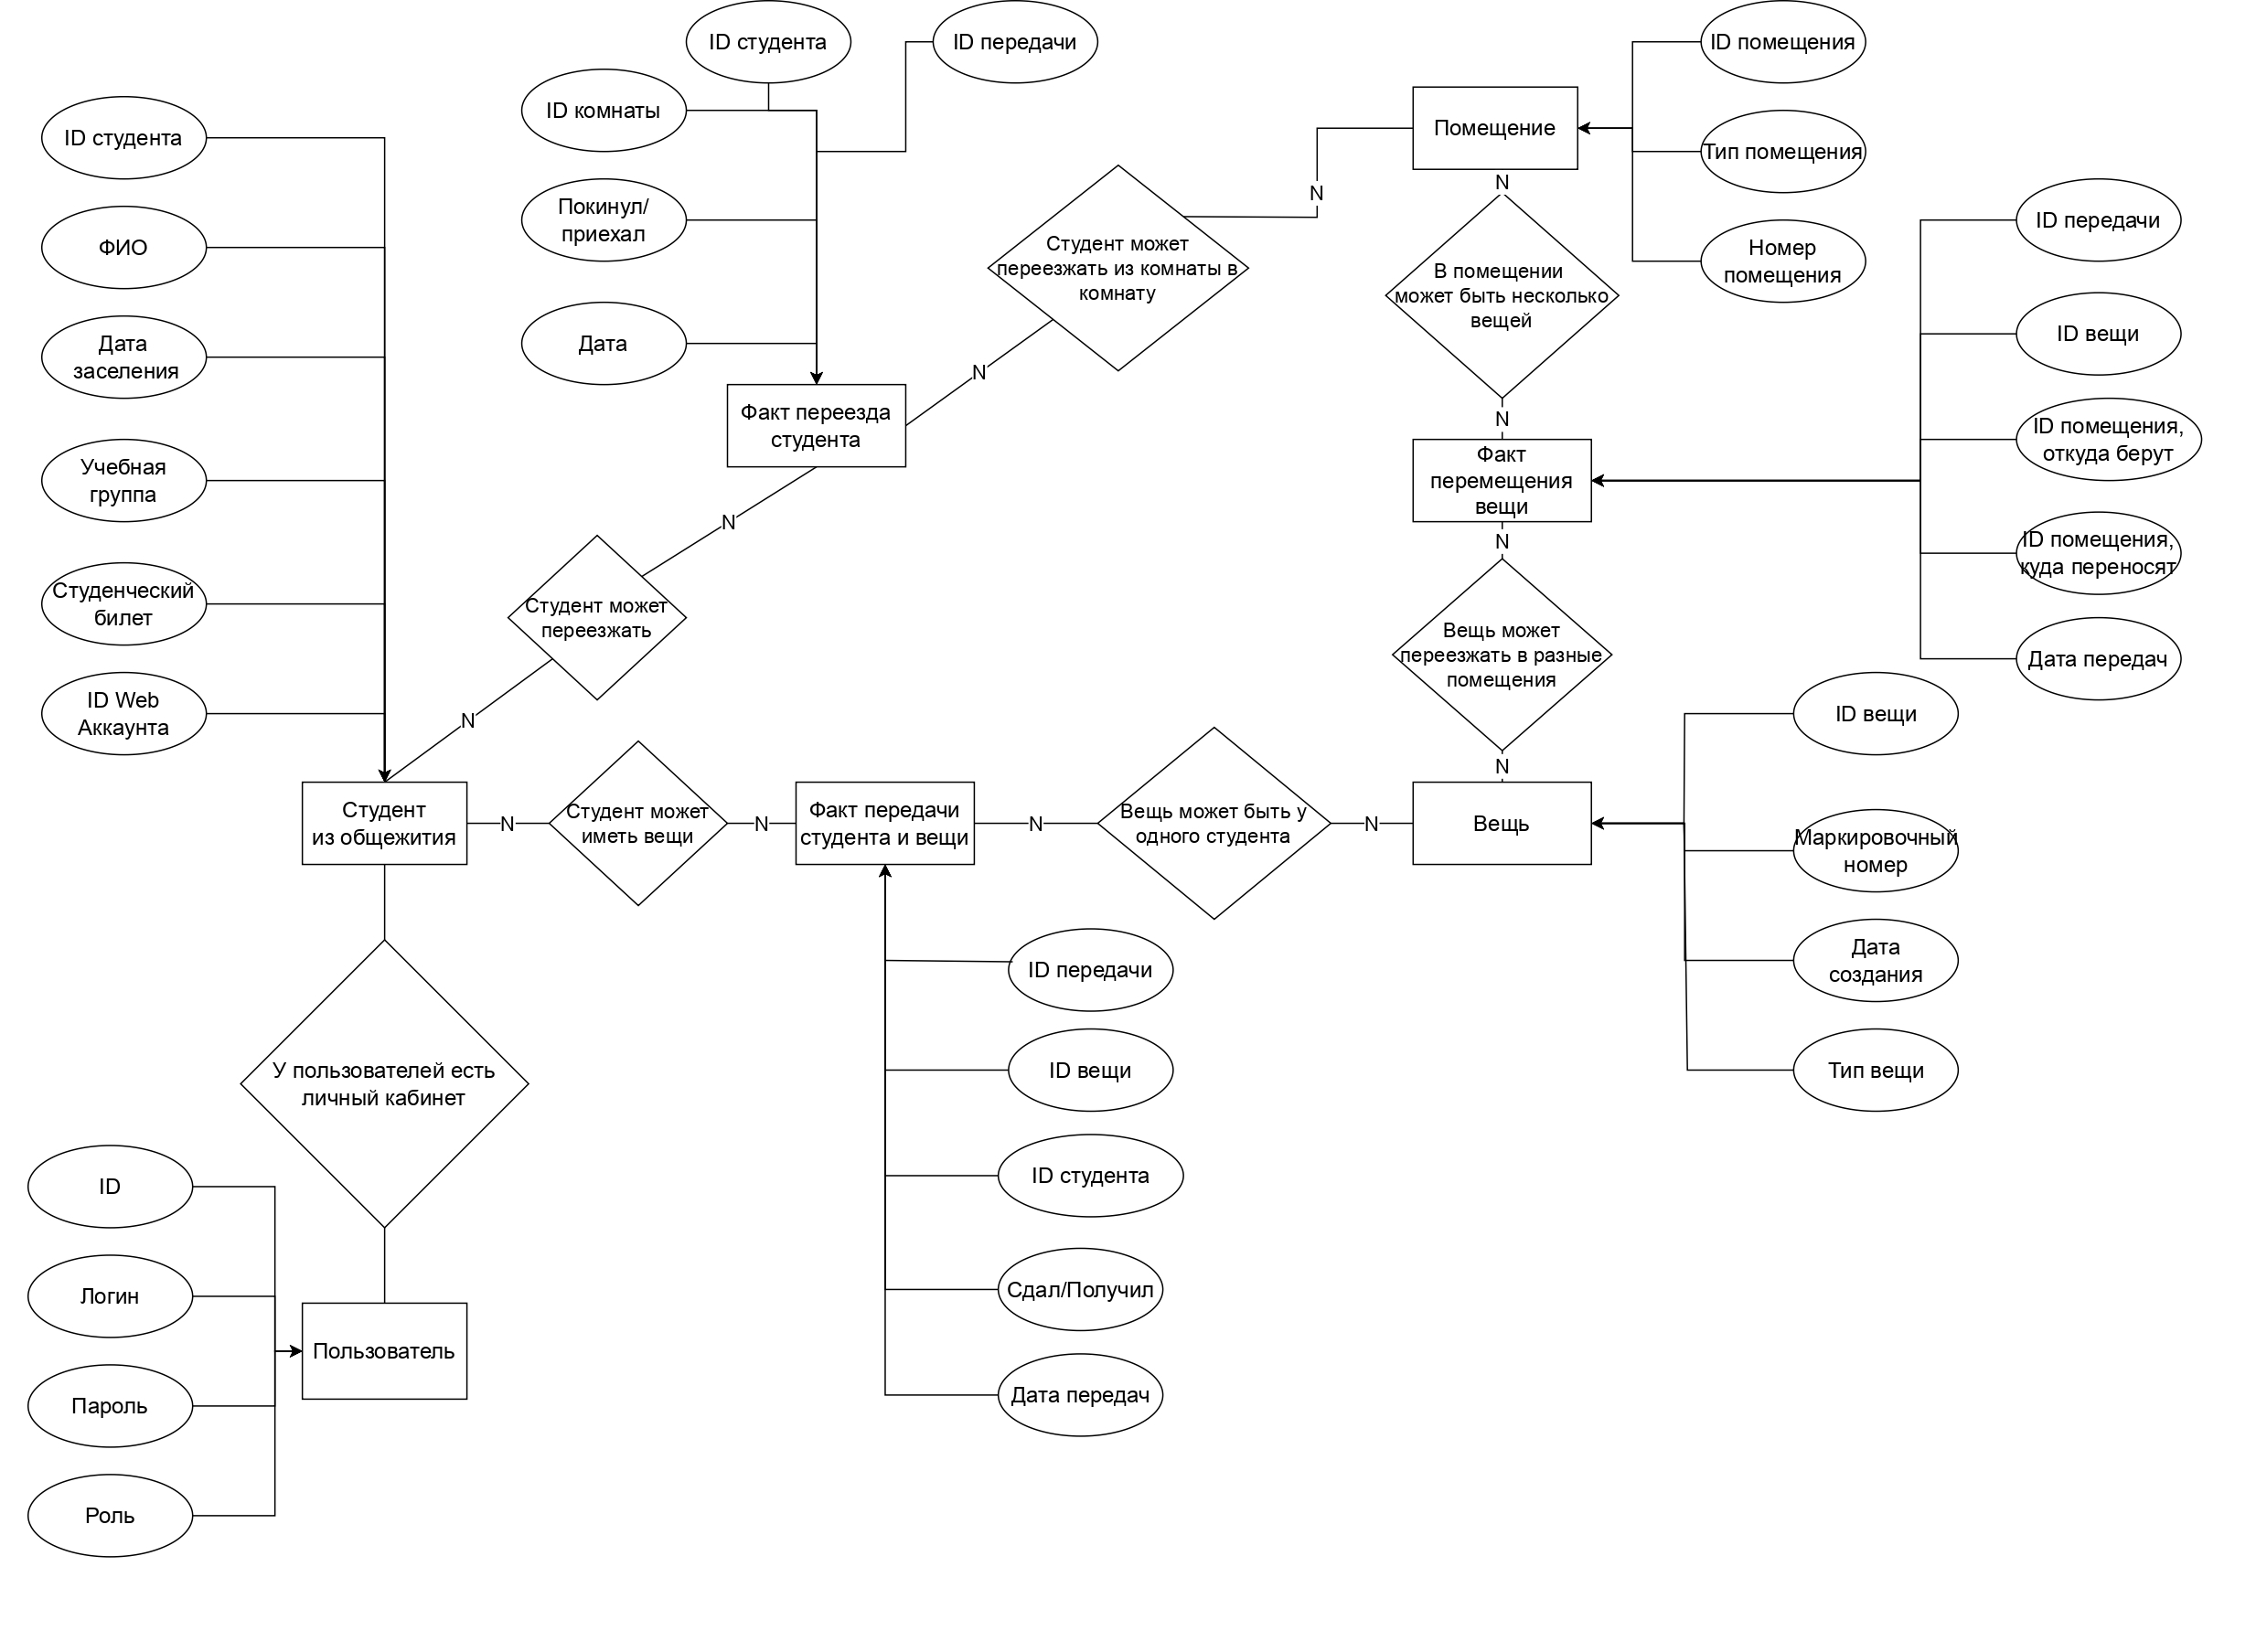 ID студента
ID передачи
ID комнаты
Покинул/
приехал
Дата
ID студента
ФИО
Дата
заселения
Учебная
группа
Студенческий
билет
ID Web
Аккаунта
Факт переезда
студента
N
Студент может
переезжать из комнаты в
комнату
N
Помещение
ID помещения
Тип помещения
Номер
помещения
N
В помещении
может быть несколько
вещей
N
Факт
перемещения
вещи
ID передачи
ID вещи
ID помещения,
откуда берут
ID помещения,
куда переносят
Дата передач
N
Вещь может
переезжать в разные
помещения
N
N
Студент может
переезжать
N
Студент
из общежития
N
Студент может
иметь вещи
N
Факт передачи
студента и вещи
N
Вещь может быть у
одного студента
N
Вещь
ID вещи
Маркировочный
номер
Дата
создания
Тип вещи
ID передачи
ID вещи
ID студента
Сдал/Получил
Дата передач
У пользователей есть
личный кабинет
ID
Логин
Пароль
Роль
Пользователь